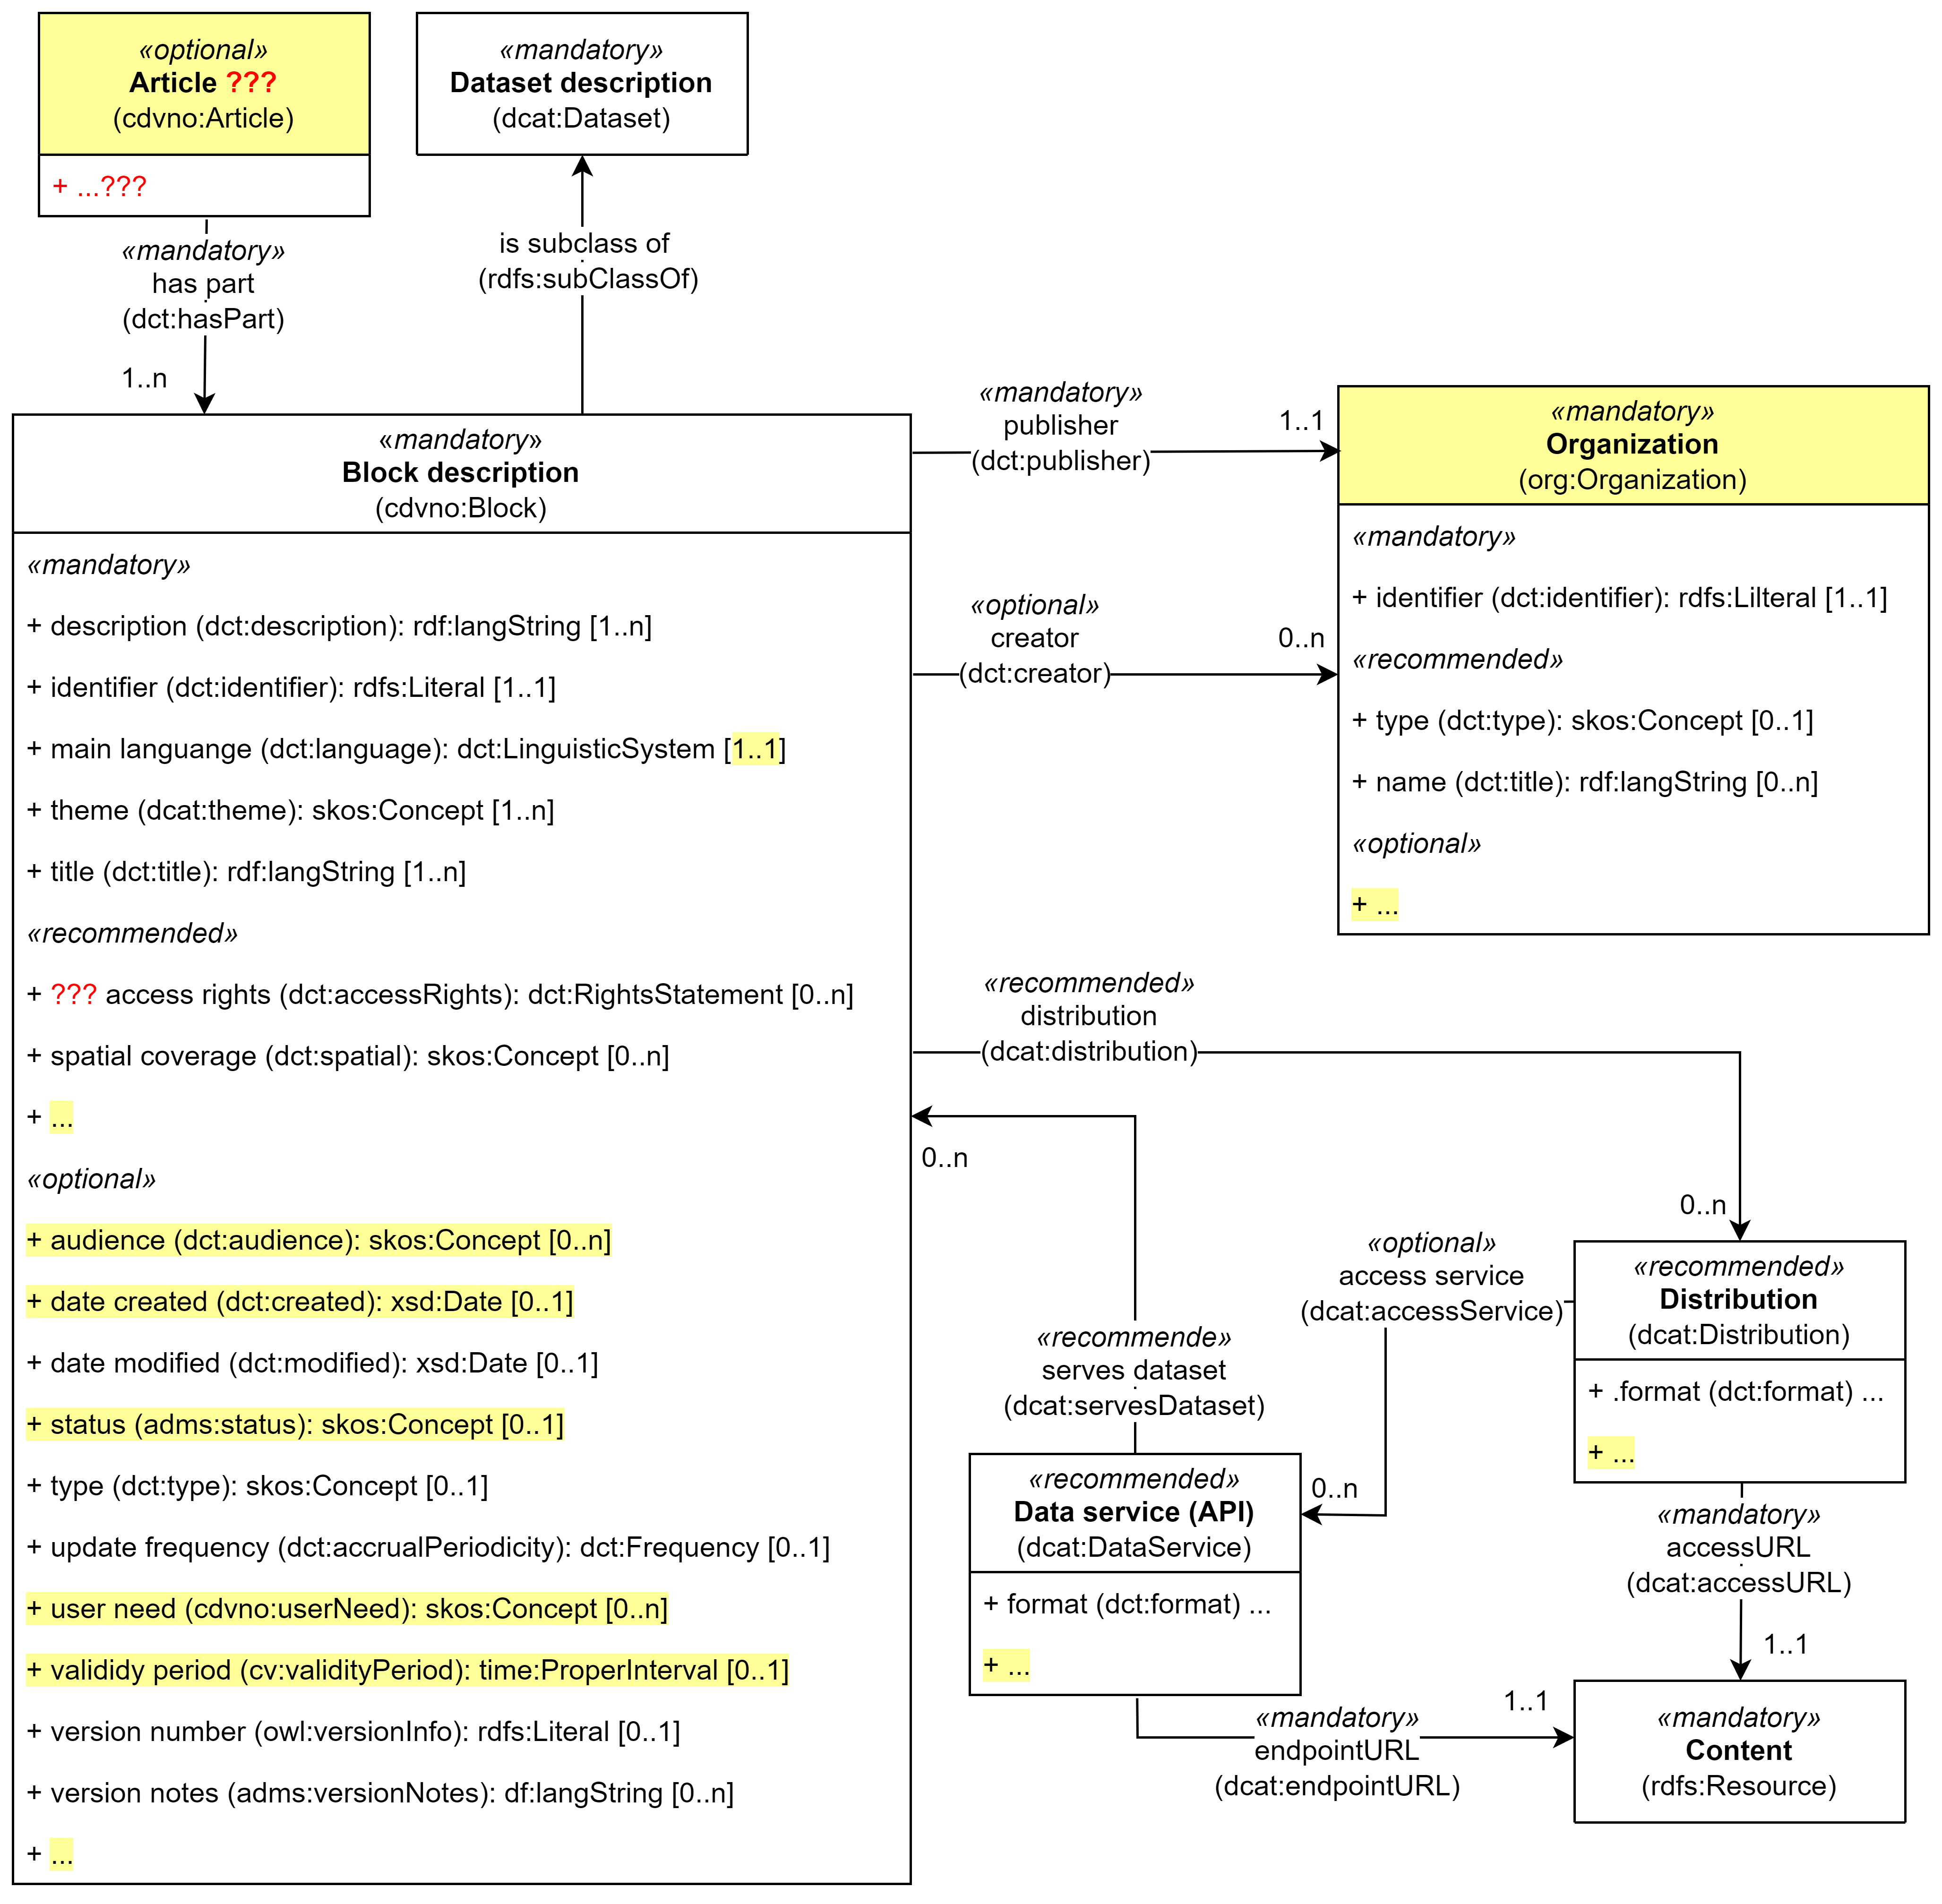 «optional»
Article ???
(cdvno:Article)
+ ...???
«mandatory»
Dataset description
(dcat:Dataset)
«mandatory»
has part
(dct:hasPart)
1..n
is subclass of
(rdfs:subClassOf)
«mandatory»
Block description
(cdvno:Block)
«mandatory»
+ description (dct:description): rdf:langString [1..n]
+ identifier (dct:identifier): rdfs:Literal [1..1]
+ main languange (dct:language): dct:LinguisticSystem [1..1]
+ theme (dcat:theme): skos:Concept [1..n]
+ title (dct:title): rdf:langString [1..n]
«recommended»
+ ??? access rights (dct:accessRights): dct:RightsStatement [0..n]
+ spatial coverage (dct:spatial): skos:Concept [0..n]
+ ...
«optional»
+ audience (dct:audience): skos:Concept [0..n]
+ date created (dct:created): xsd:Date [0..1]
+ date modified (dct:modified): xsd:Date [0..1]
+ status (adms:status): skos:Concept [0..1]
+ type (dct:type): skos:Concept [0..1]
+ update frequency (dct:accrualPeriodicity): dct:Frequency [0..1]
+ user need (cdvno:userNeed): skos:Concept [0..n]
+ valididy period (cv:validityPeriod): time:ProperInterval [0..1]
+ version number (owl:versionInfo): rdfs:Literal [0..1]
+ version notes (adms:versionNotes): df:langString [0..n]
+ ...
«mandatory»
publisher
(dct:publisher)
1..1
«optional»
creator
(dct:creator)
0..n
«mandatory»
Organization
(org:Organization)
«mandatory»
+ identifier (dct:identifier): rdfs:Lilteral [1..1]
«recommended»
+ type (dct:type): skos:Concept [0..1]
+ name (dct:title): rdf:langString [0..n]
«optional»
+ ...
«recommended»
distribution
(dcat:distribution)
0..n
0..n
«recommende»
serves dataset
(dcat:servesDataset)
«optional»
access service
(dcat:accessService)
0..n
«recommended»
Distribution
(dcat:Distribution)
+ .format (dct:format) ...
+ ...
«recommended»
Data service (API)
(dcat:DataService)
+ format (dct:format) ...
+ ...
«mandatory»
accessURL
(dcat:accessURL)
1..1
«mandatory»
endpointURL
(dcat:endpointURL)
1..1
«mandatory»
Content
(rdfs:Resource)